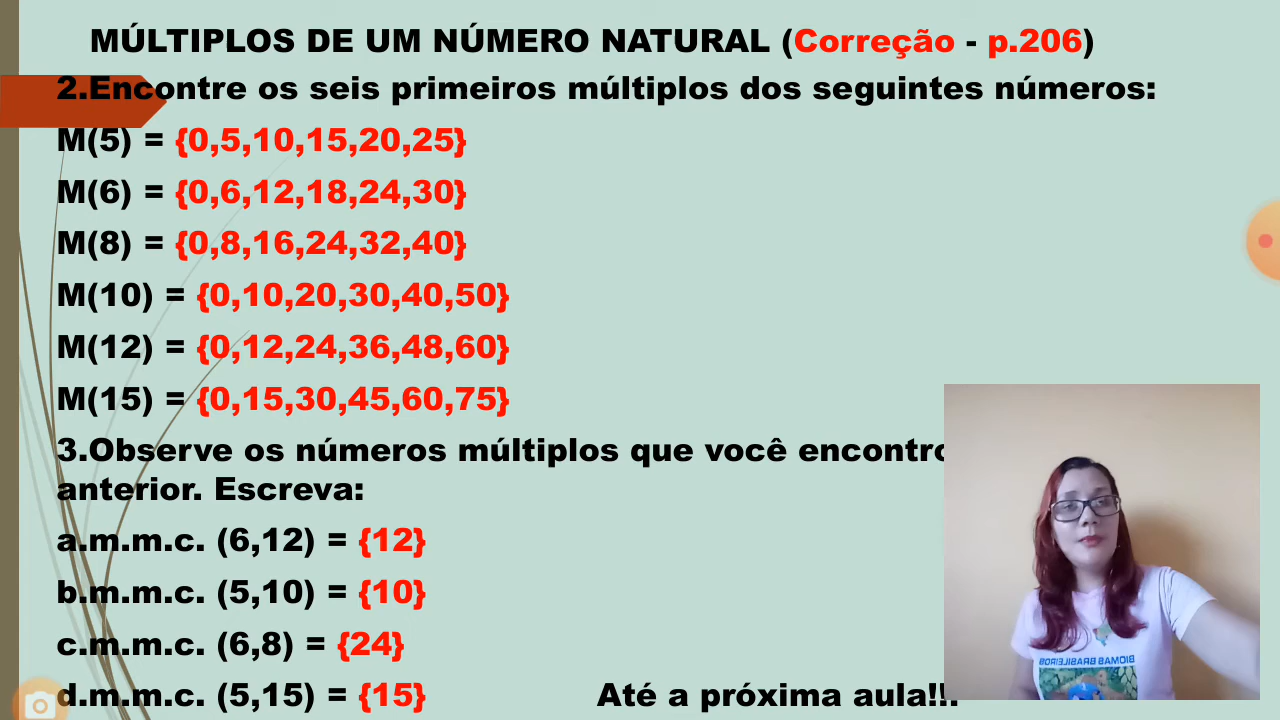 MÚLTIPLOS DE UM NÚMERO NATURAL (Correção - p.206)
2.Encontre os seis primeiros múltiplos dos seguintes números:
M(5) = {0,5,10,15,20,25}
M(6) = {0,6,12,18,24,30}
M(8) = {0,8,16,24,32,40}
M(10) = {0,10,20,30,40,50}
M(12) = {0,12,24,36,48,60}
M(15) = {0,15,30,45,60,75}
3.Observe os números múltiplos que você
anterior. Escreva:
a.m.m.c. (6,12) = {12}
b.m.m.c. (5,10) = {10}
c.m.m.c. (6,8) = {24}
d.m.m.c. (5,15) = {15} Até a próxima aula!!!.
BIOMAS BRASILEIROS